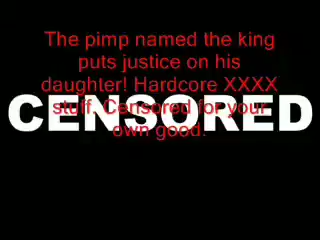 The pimp named the king
puts justice on his
daughter! Hardcore XXXX
stuff. Censored for your
CENSORED
own good.